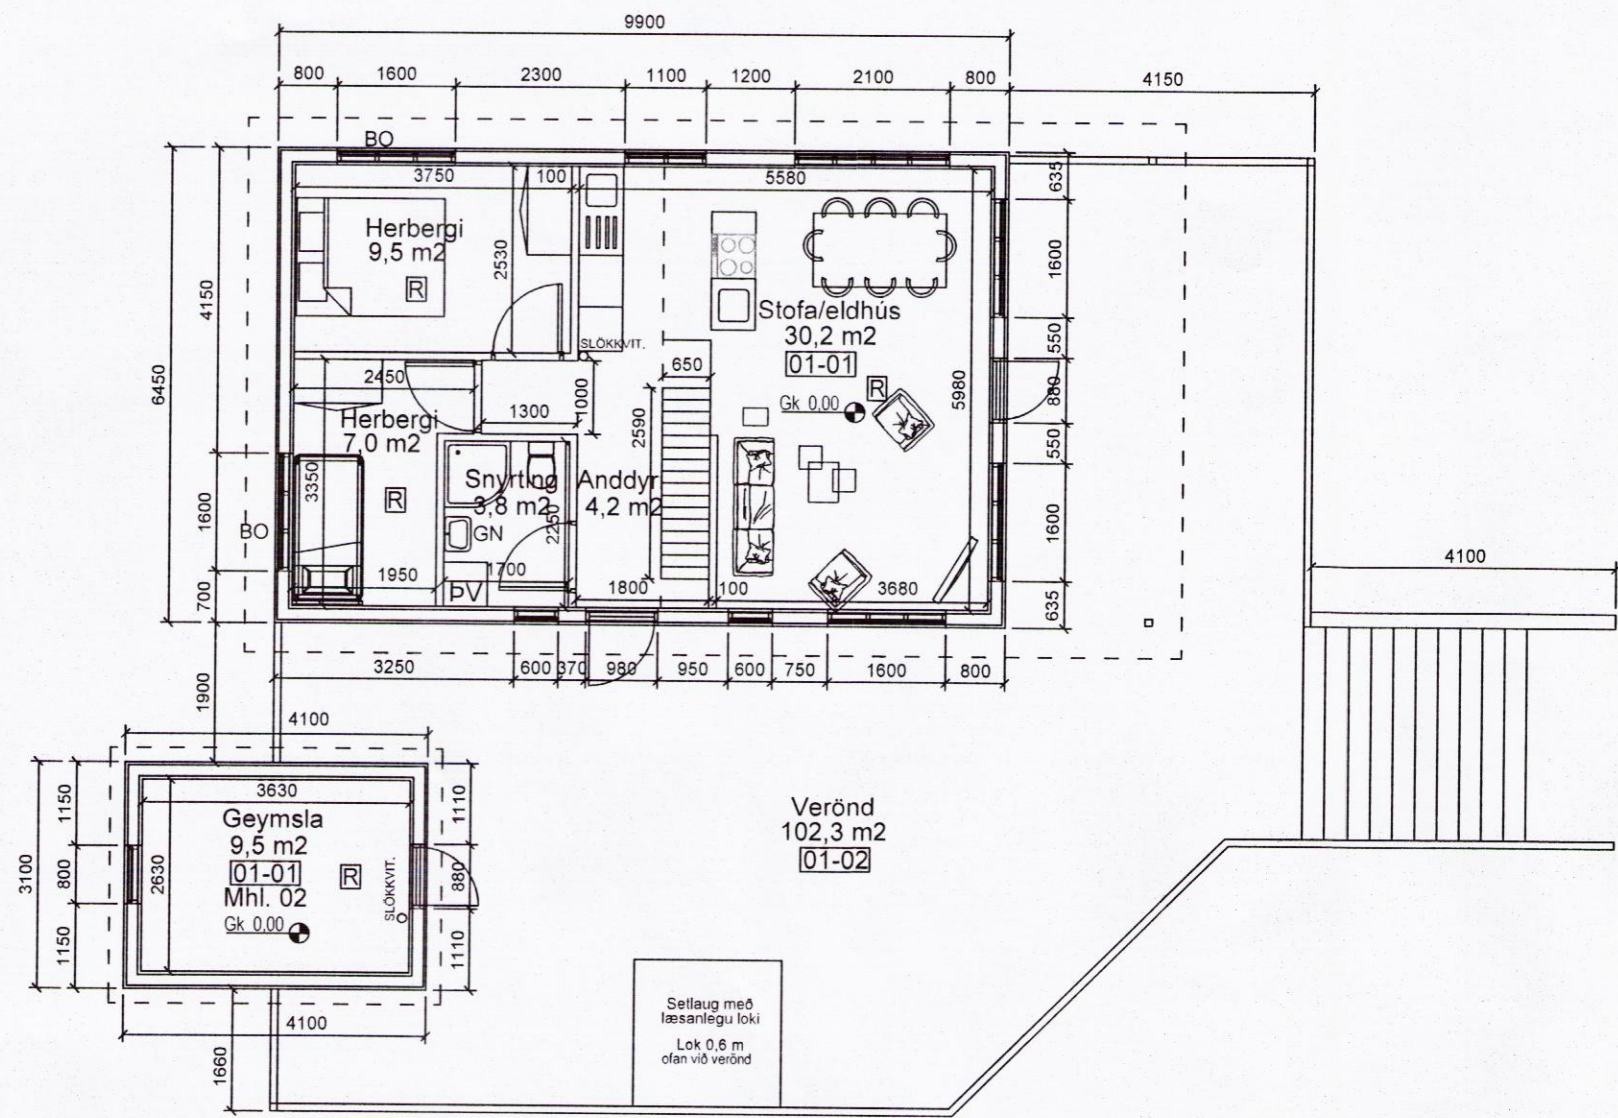 9900
800 1600 2300 1100 1200 2100 800 4150
BO
3750 100 5580
635
1600
550
880
550
1600
635
4150
6450
1600
700
1900
Herbergi
9,5 m2
R
2530
SLÖKKVIT.
Stofa/eldhús
30,2 m2
01-01
R
Gk 0,00
5980
650
2590
2450
1300
1000
Herbergi
7,0 m2
3350
R
BO
Snyrting
3,8 m2
GN
2250
Anddyri
4,2 m2
1950
1700
ÞV
1800
100
3680
4100
3250 600 370 980 950 600 750 1600 800
4100
3630
Geymsla
9,5 m2
01-01
Mhl. 02
Gk 0,00
R
SLÖKKVIT.
2630
3100
1150
800
1150
1110
880
1110
4100
1660
Verönd
102,3 m2
01-02
Setlaug með
læsanlegu loki
Lok 0,6 m
ofan við verönd